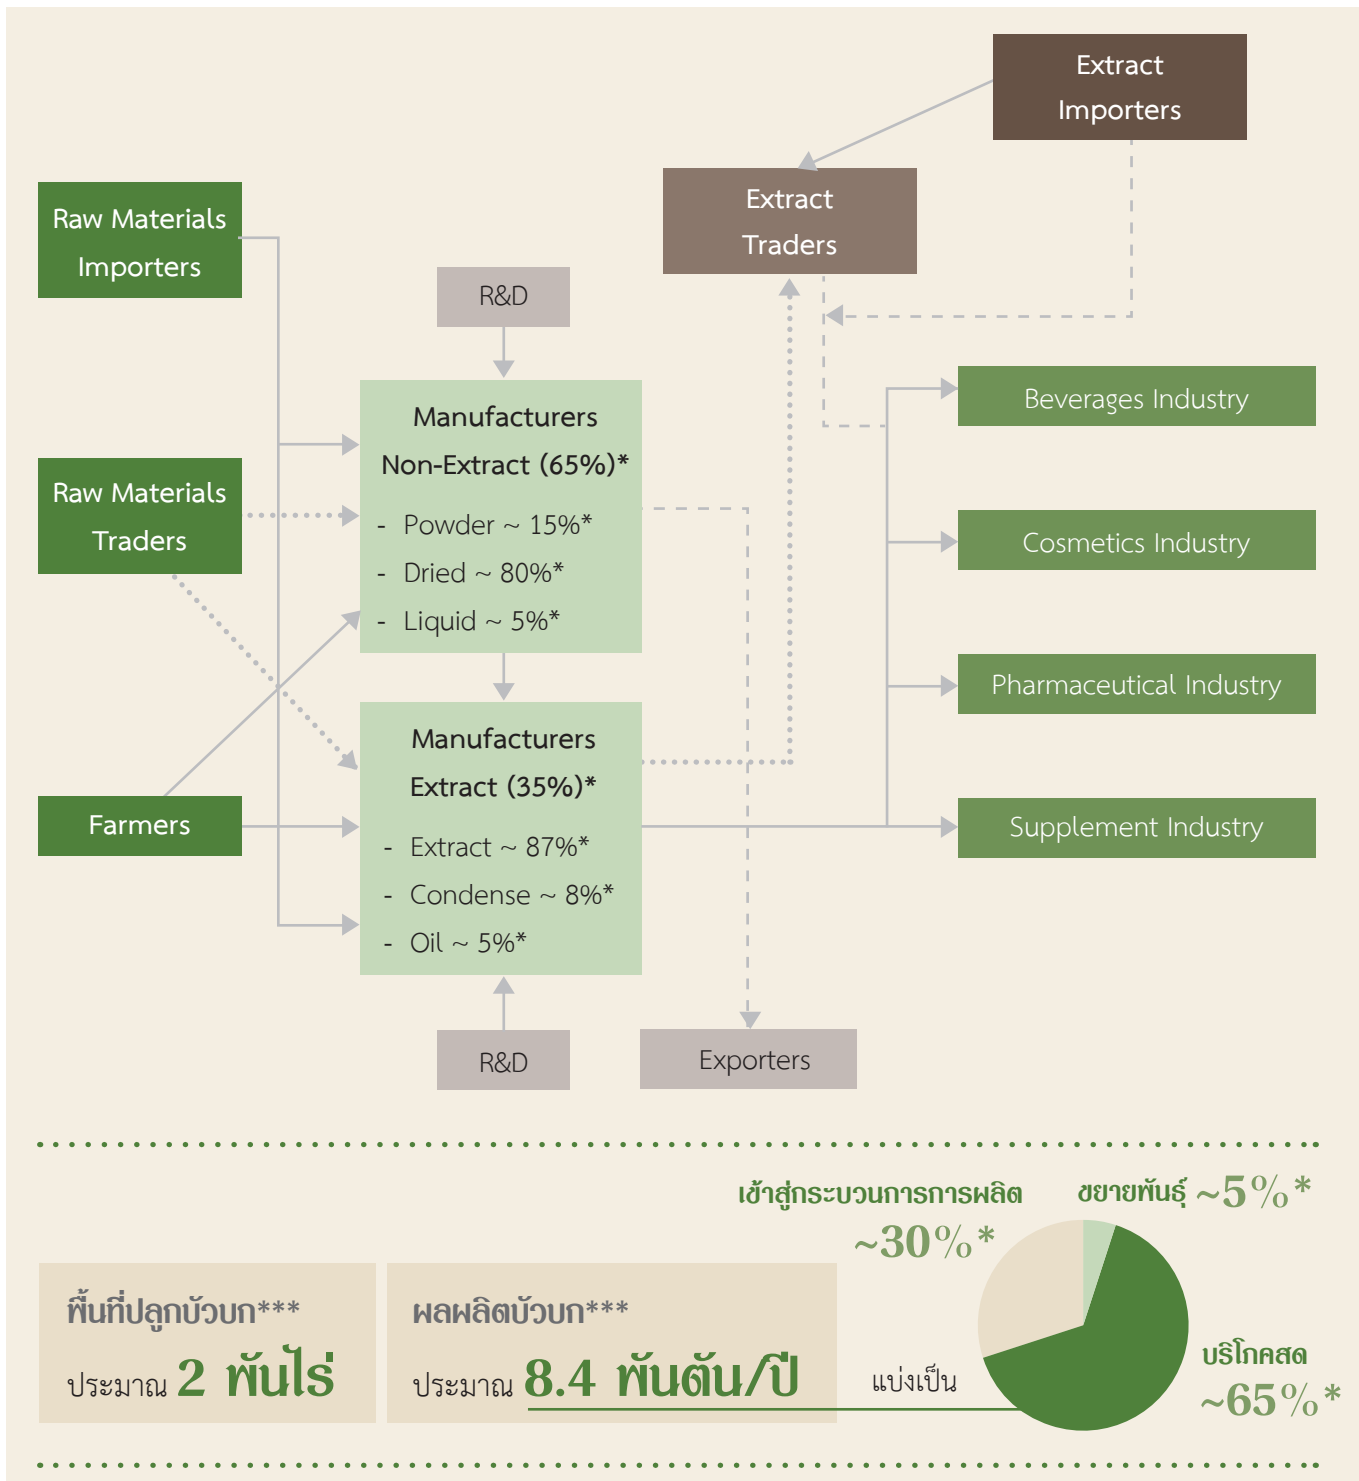 Extract
Importers
Extract
Traders
Raw Materials
Importers
R&D
Manufacturers
Non-Extract (65%)*
- Powder ~ 15%*
- Dried ~ 80%*
- Liquid ~ 5%*
Beverages Industry
Raw Materials
Traders
Cosmetics Industry
Pharmaceutical Industry
Manufacturers
Extract (35%)*
- Extract ~ 87%*
- Condense ~ 8%*
- Oil ~ 5%*
Farmers
Supplement Industry
R&D
Exporters
เข้าสู่กระบวนการการผลิต
~30%*
ขยายพันธุ์ ~5%*
พื้นที่ปลูกบัวบก***
ประมาณ 2 พันไร่
ผลผลิตบัวบก***
ประมาณ 8.4 พันตัน/ปี
แบ่งเป็น
บริโภคสด
~65%*